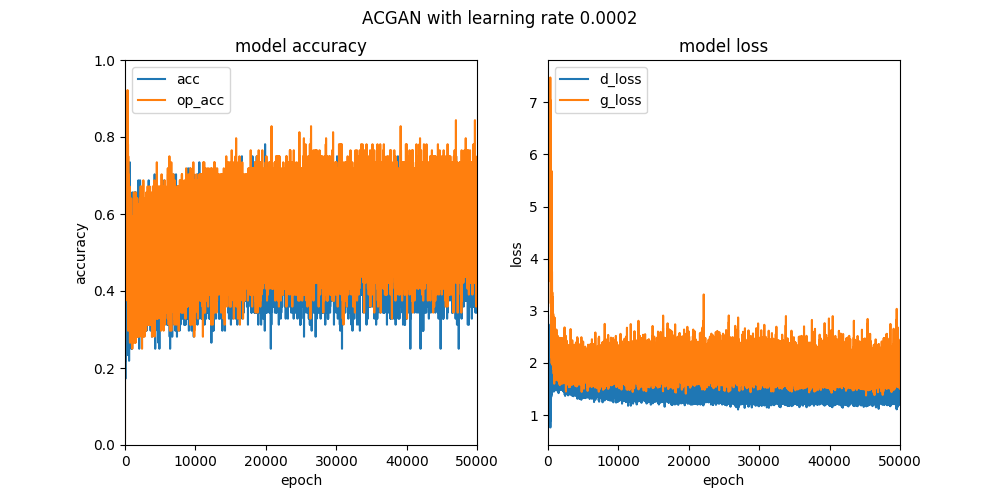 ACGAN with learning rate 0.0002
model accuracy
acc
op_acc
1.0
0.8
0.6
0.4
0.2
0.0
accuracy
0 10000 20000 30000 40000 50000
epoch
model loss
d_loss
g_loss
7
6
5
4
3
2
1
loss
0 10000 20000 30000 40000 50000
epoch